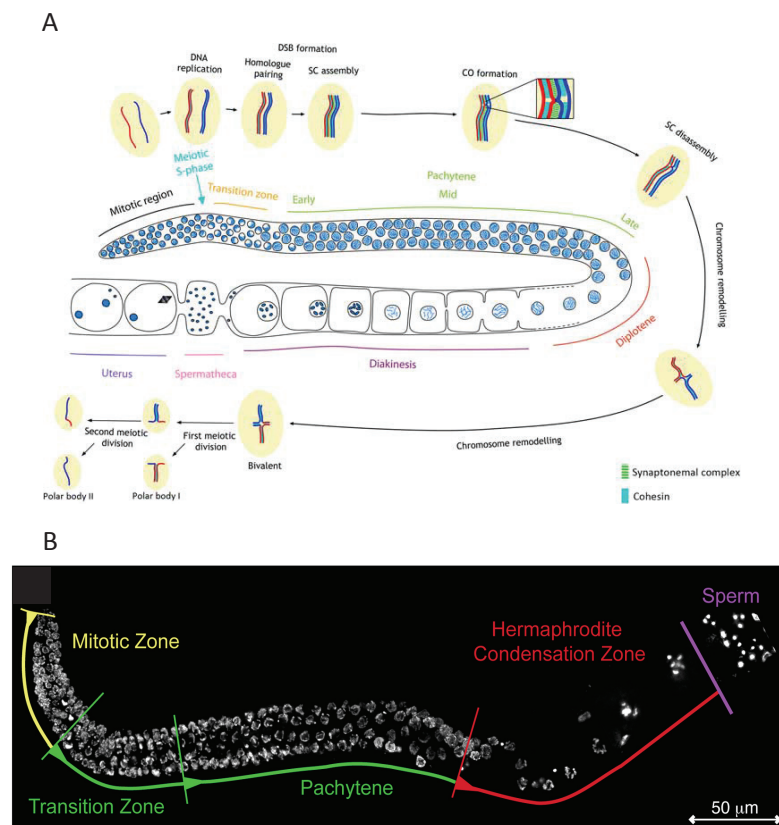 A
DNA
replication
DSB formation
Homologue
pairing
SC assembly
CO formation
SC disassembly
Meiotic
S-phase
Mitotic region
Transition zone
Early
Pachytene
Mid
Late
Chromosome remodelling
Diplotene
Uterus
Spermatheca
Diakinesis
Second meiotic
division
First meiotic
division
Bivalent
Chromosome remodelling
Polar body II
Polar body I
Synaptonemal complex
Cohesin
B
Mitotic Zone
Transition Zone
Pachytene
Hermaphrodite
Condensation Zone
Sperm
50 µm